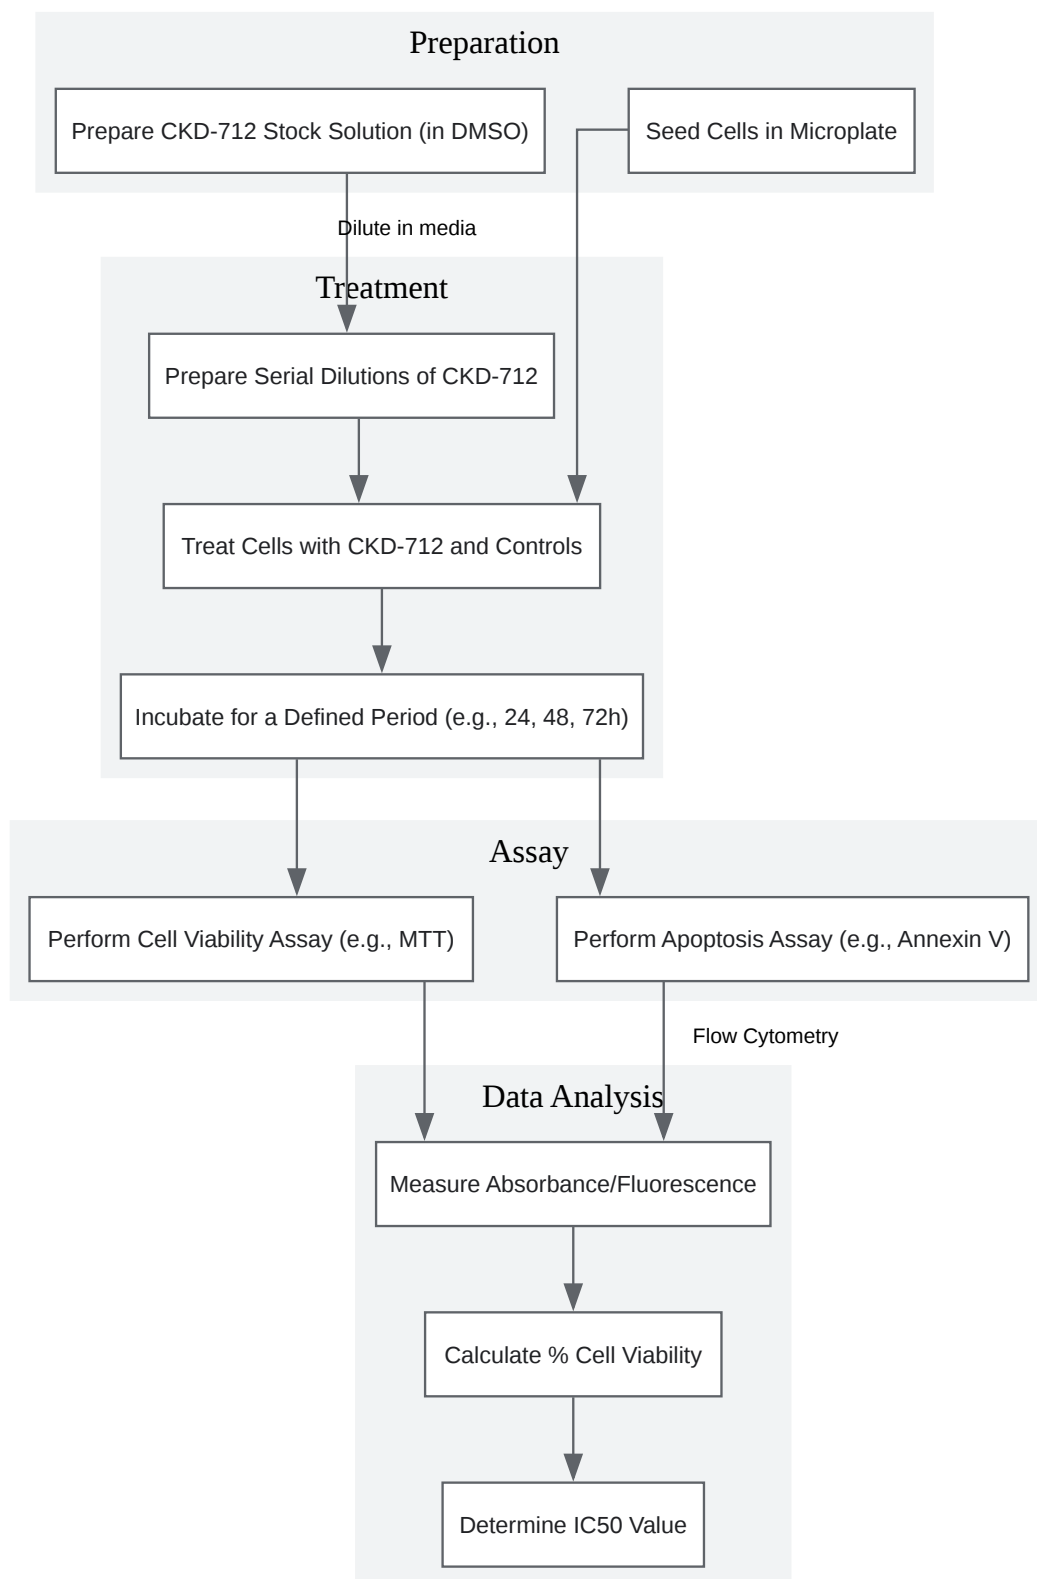 Preparation
Prepare CKD-712 Stock Solution (in DMSO)
Seed Cells in Microplate
Dilute in media
Treatment
Prepare Serial Dilutions of CKD-712
Treat Cells with CKD-712 and Controls
Incubate for a Defined Period (e.g., 24, 48, 72h)
Assay
Perform Cell Viability Assay (e.g., MTT)
Perform Apoptosis Assay (e.g., Annexin V)
Flow Cytometry
Data Analysis
Measure Absorbance/Fluorescence
Calculate % Cell Viability
Determine IC50 Value